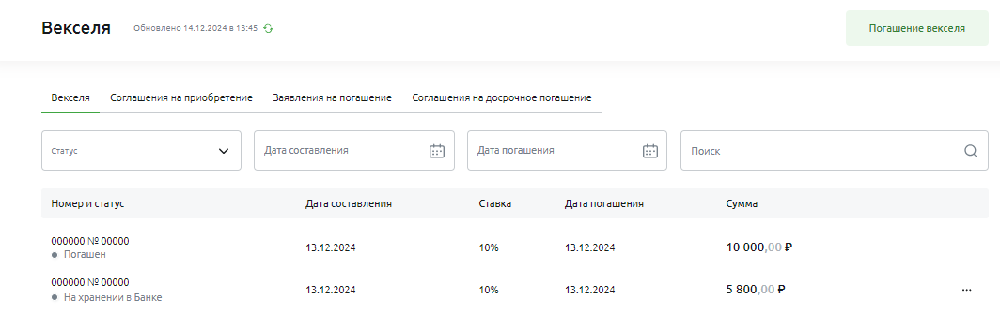 Векселя Обновлено 14.12.2024 в 13:45 Погашение векселя
Векселя Соглашения на приобретение Заявления на погашение Соглашения на досрочное погашение
Статус Дата составления Дата погашения Поиск
Номер и статус Дата составления Ставка Дата погашения Сумма
000000 № 00000
Погашен
13.12.2024 10% 13.12.2024 10 000,00 ₽
000000 № 00000
На хранении в Банке
13.12.2024 10% 13.12.2024 5 800,00 ₽ ...